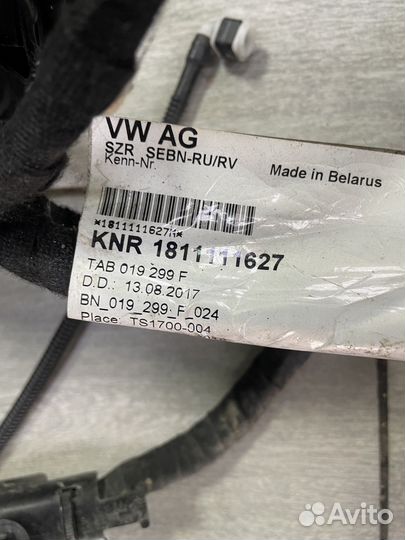 VW AG
SZR SEBN-RU/RV
Kenn-Nr.
Made in Belarus
*1811111627H*
KNR 1811111627
TAB 019 299 F
D.D.: 13.08.2017
BN_019_299_F_024
Place: TS1700-004
Avito